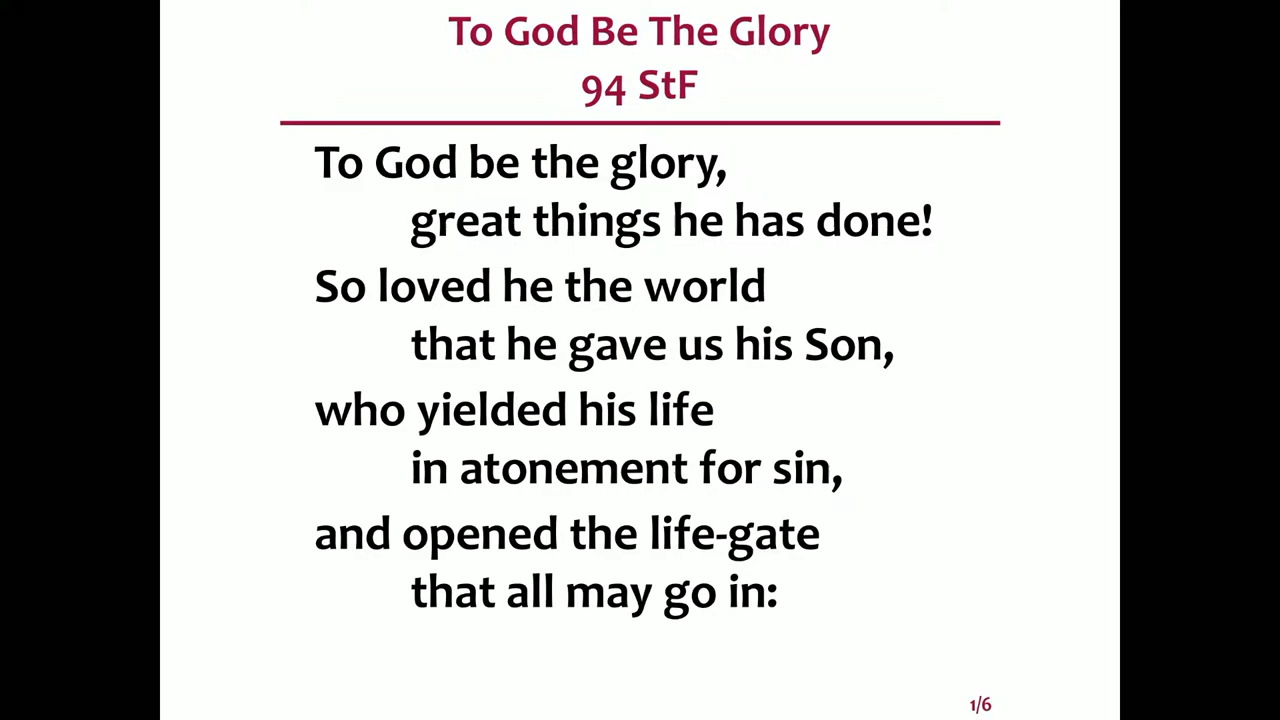 To God Be The Glory
94 StF
To God be the glory,
great things he has done!
So loved he the world
that he gave us his Son,
who yielded his life
in atonement for sin,
and opened the life-gate
that all may go in:
1/6